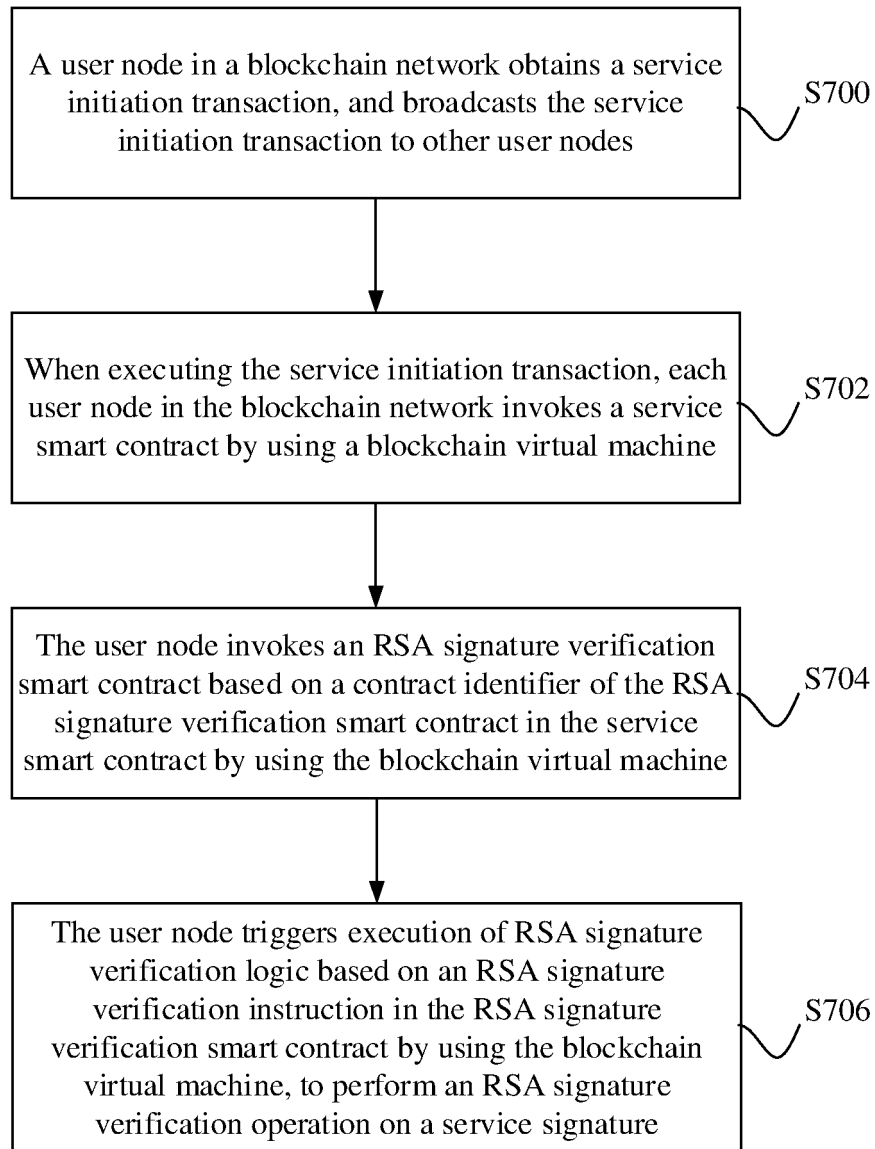 A user node in a blockchain network obtains a service
initiation transaction, and broadcasts the service
initiation transaction to other user nodes
S700
When executing the service initiation transaction, each
user node in the blockchain network invokes a service
smart contract by using a blockchain virtual machine
S702
The user node invokes an RSA signature verification
smart contract based on a contract identifier of the RSA
signature verification smart contract in the service
smart contract by using the blockchain virtual machine
S704
The user node triggers execution of RSA signature
verification logic based on an RSA signature
verification instruction in the RSA signature
verification smart contract by using the blockchain
virtual machine, to perform an RSA signature
verification operation on a service signature
S706